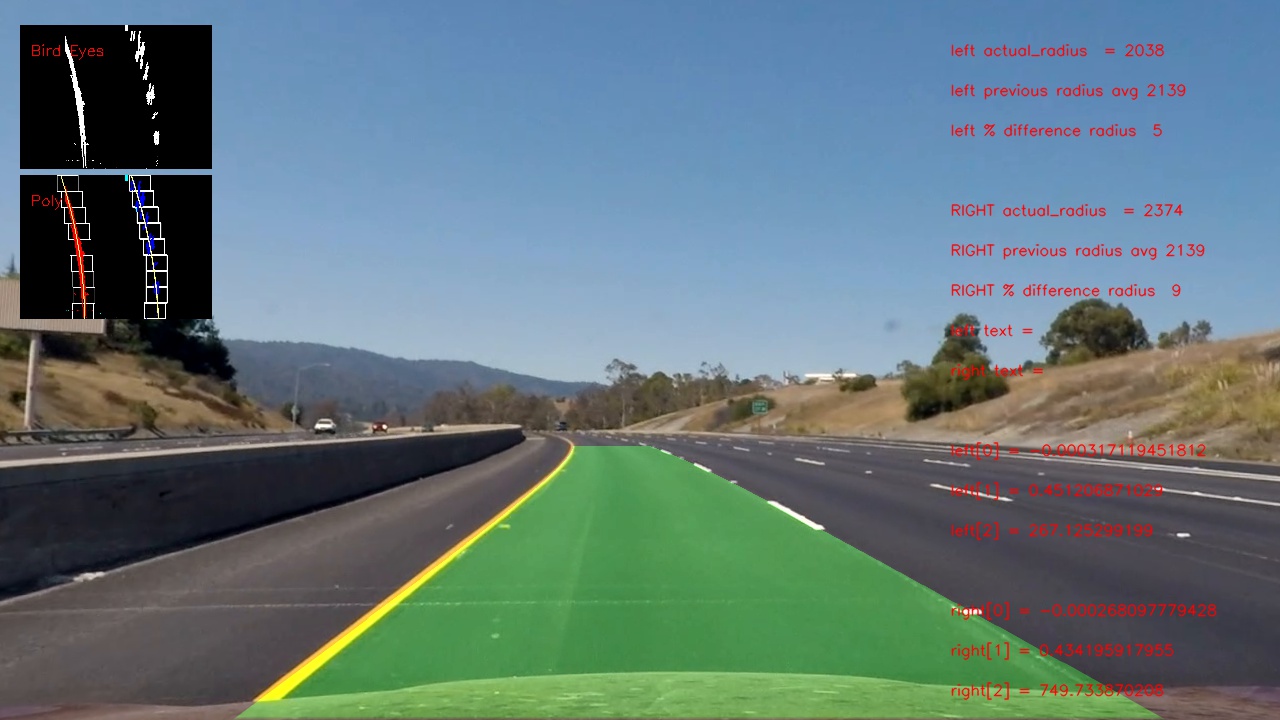 Bird Eyes
Poly
left actual_radius = 2038
left previous radius avg 2139
left % difference radius 5
RIGHT actual_radius = 2374
RIGHT previous radius avg 2139
RIGHT % difference radius 9
left text =
right text =
left[0] = -0.000317119451812
left[1] = 0.451206871029
left[2] = 267.125299199
right[0] = -0.000268097779428
right[1] = 0.434195917955
right[2] = 749.733870208